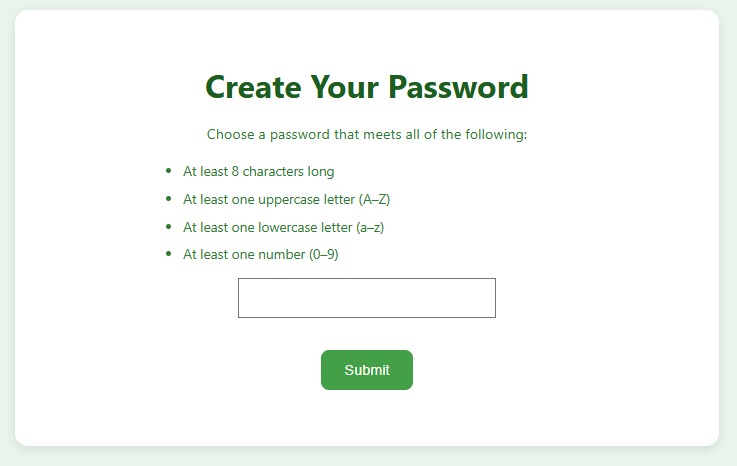 Create Your Password
Choose a password that meets all of the following:
• At least 8 characters long
• At least one uppercase letter (A–Z)
• At least one lowercase letter (a–z)
• At least one number (0–9)
Submit